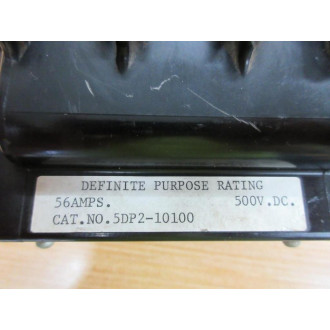 DEFINITE PURPOSE RATING
56AMPS. 500V.DC.
CAT.NO.5DP2-10100